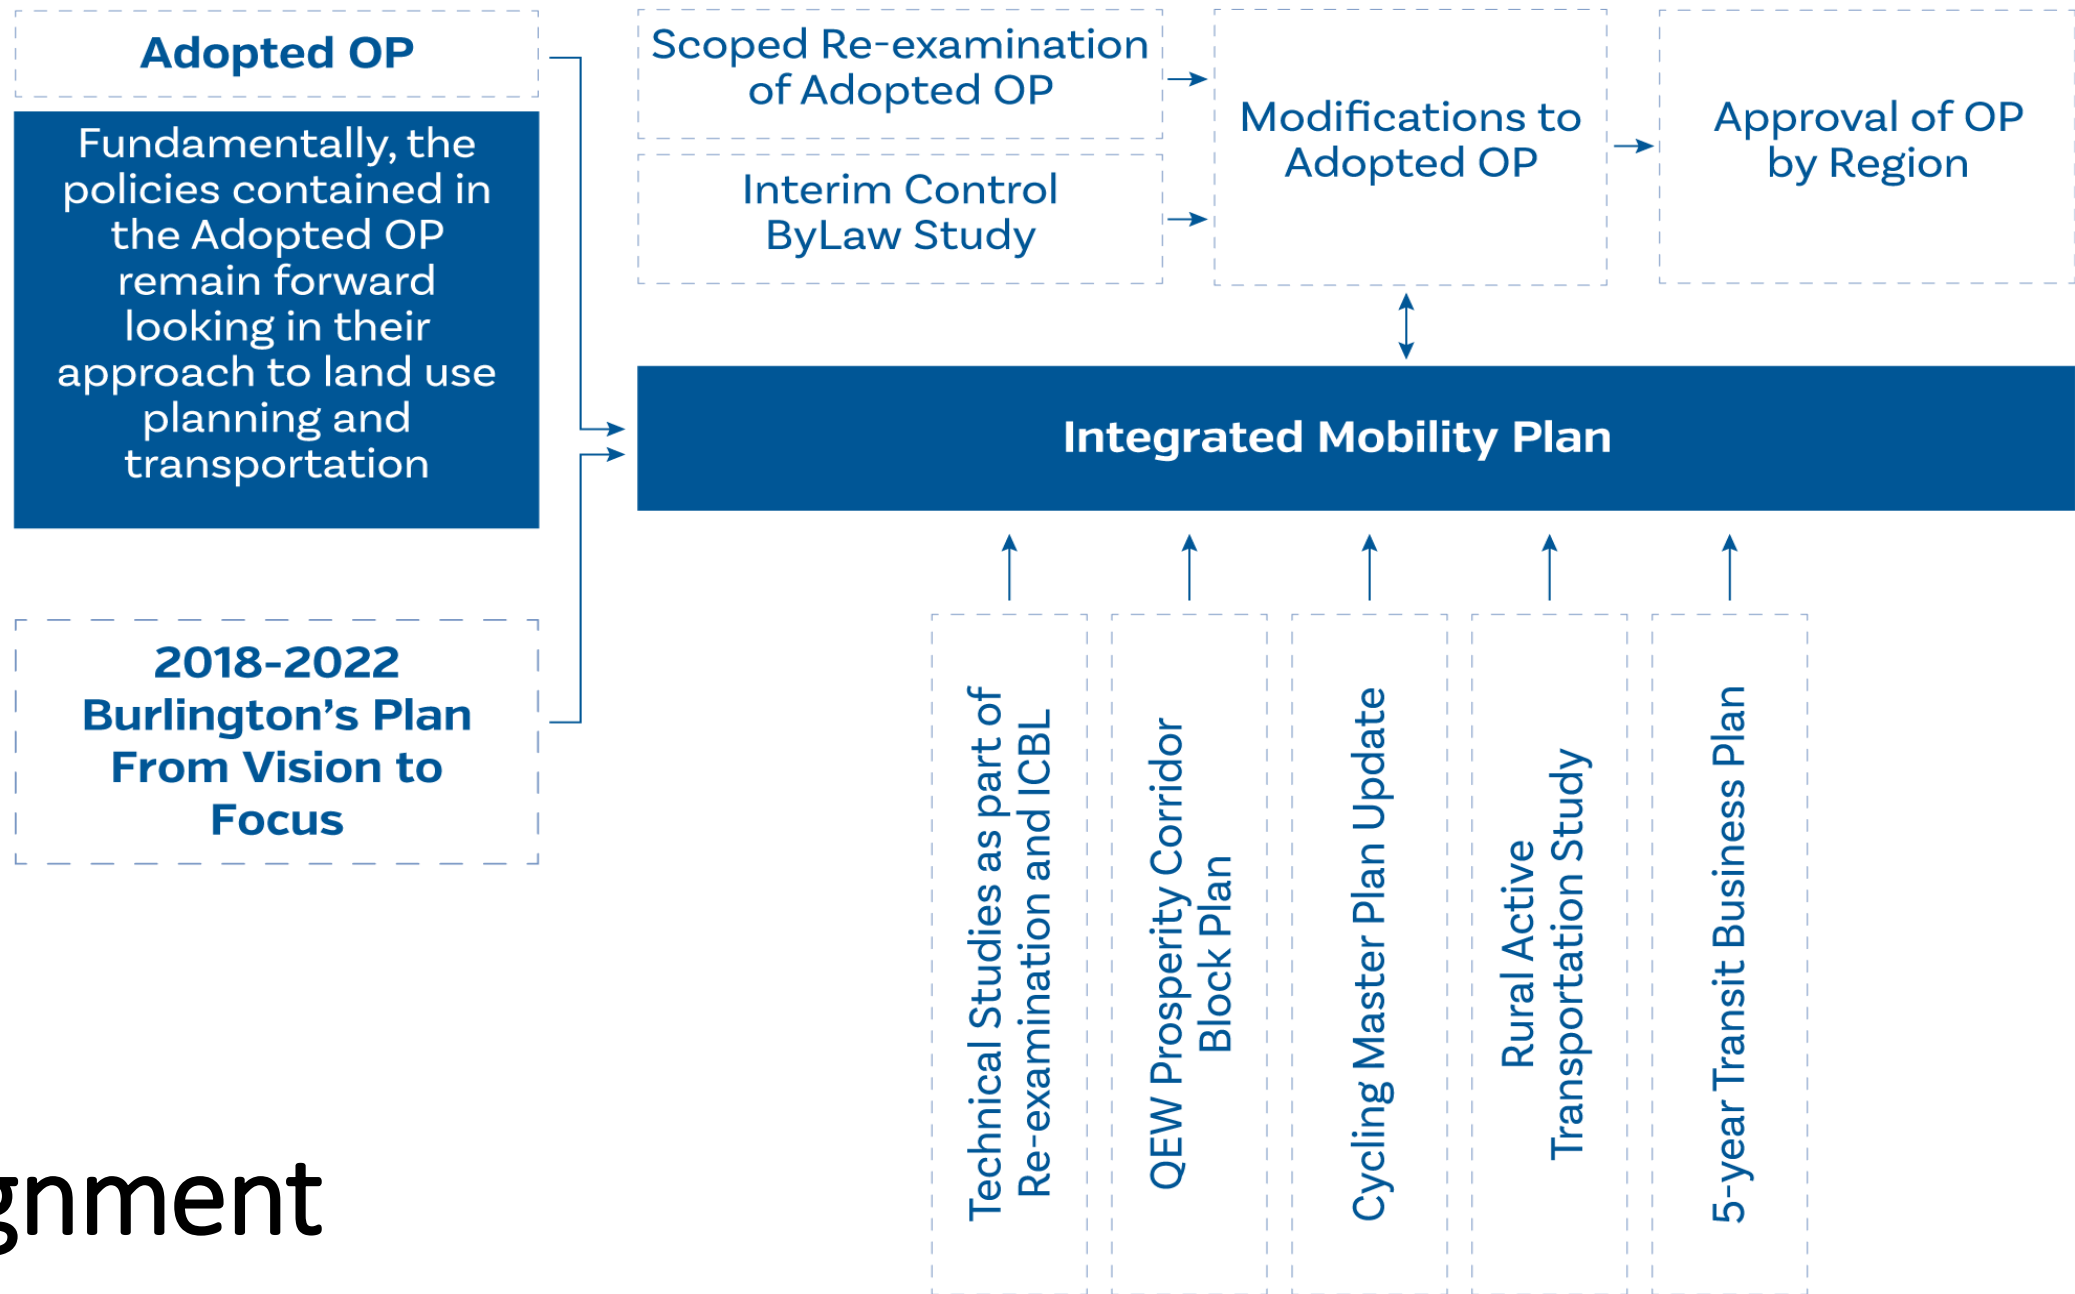 Adopted OP
Fundamentally, the
policies contained in
the Adopted OP
remain forward
looking in their
approach to land use
planning and
transportation
2018-2022
Burlington’s Plan
From Vision to
Focus
Scoped Re-examination
of Adopted OP
Interim Control
ByLaw Study
Modifications to
Adopted OP
Approval of OP
by Region
Integrated Mobility Plan
Technical Studies as part of
Re-examination and ICBL
QEW Prosperity Corridor
Block Plan
Cycling Master Plan Update
Rural Active
Transportation Study
5-year Transit Business Plan